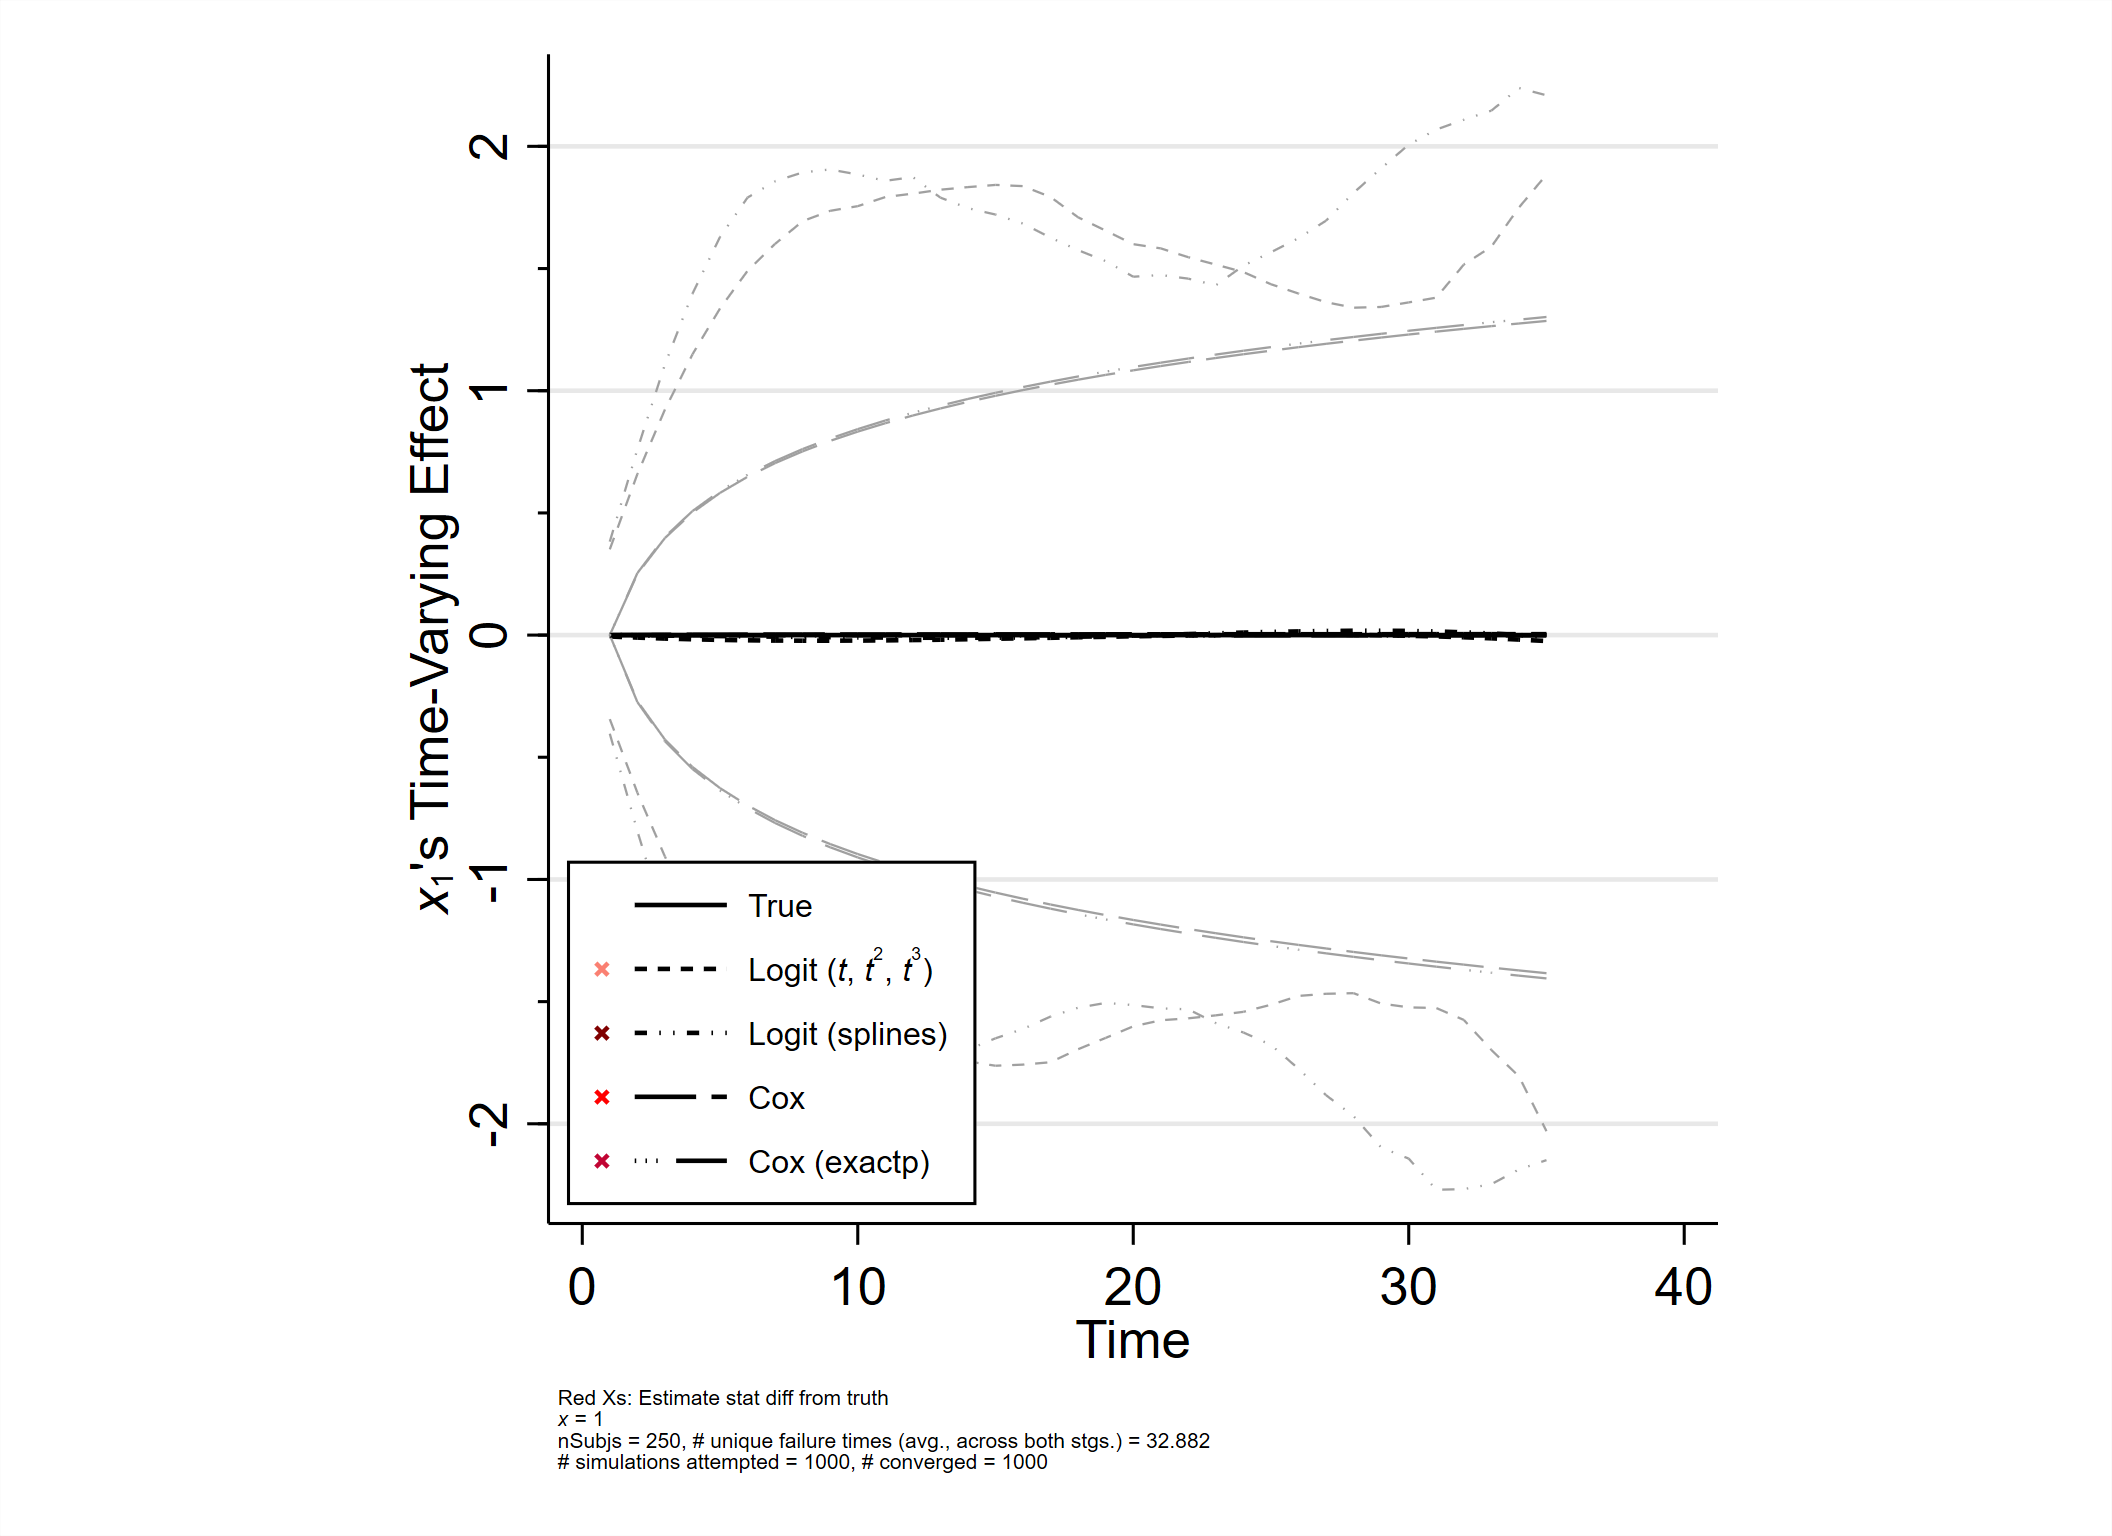 x₁'s Time-Varying Effect
2
1
0
-1
-2
True
Logit (t, t², t³)
Logit (splines)
Cox
Cox (exactp)
0 10 20 30 40
Time
Red Xs: Estimate stat diff from truth
x = 1
nSubjs = 250, # unique failure times (avg., across both stgs.) = 32.882
# simulations attempted = 1000, # converged = 1000